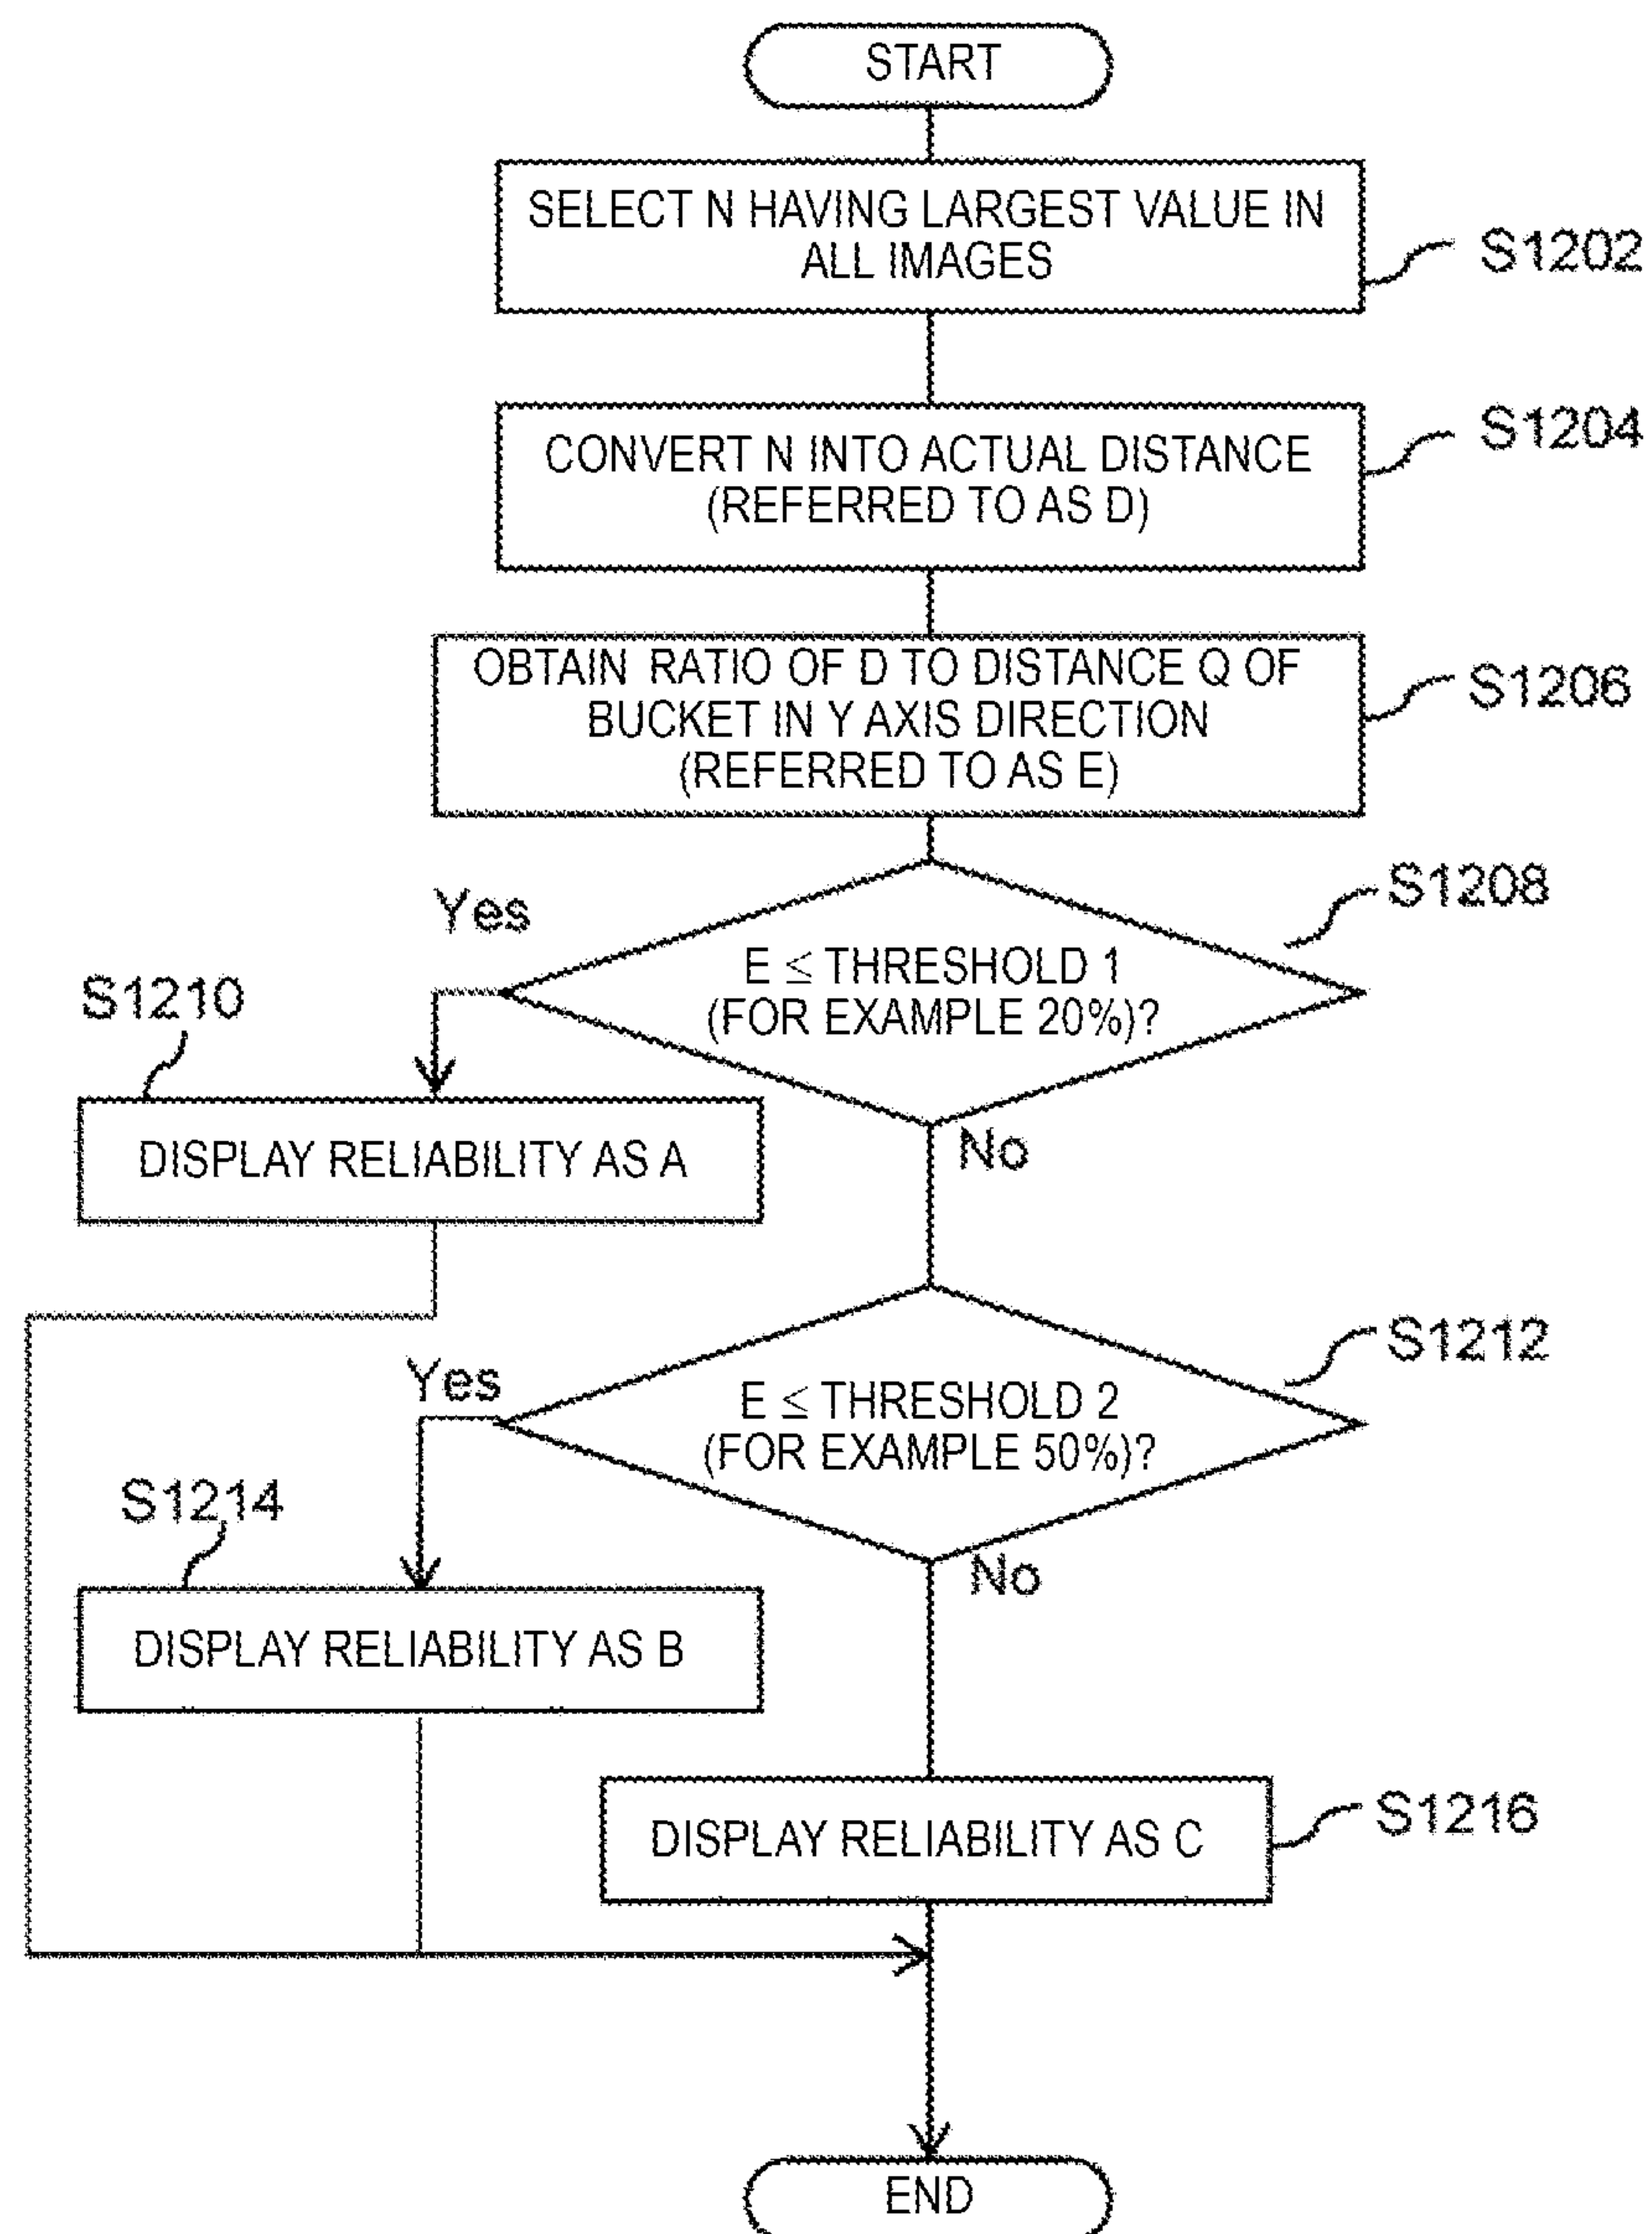 START
SELECT N HAVING LARGEST VALUE IN
ALL IMAGES
S1202
CONVERT N INTO ACTUAL DISTANCE
(REFERRED TO AS D)
S1204
OBTAIN RATIO OF D TO DISTANCE Q OF
BUCKET IN Y AXIS DIRECTION
(REFERRED TO AS E)
S1206
E ≤ THRESHOLD 1
(FOR EXAMPLE 20%)?
S1208
Yes
No
S1210
DISPLAY RELIABILITY AS A
E ≤ THRESHOLD 2
(FOR EXAMPLE 50%)?
S1212
Yes
No
S1214
DISPLAY RELIABILITY AS B
DISPLAY RELIABILITY AS C
S1216
END